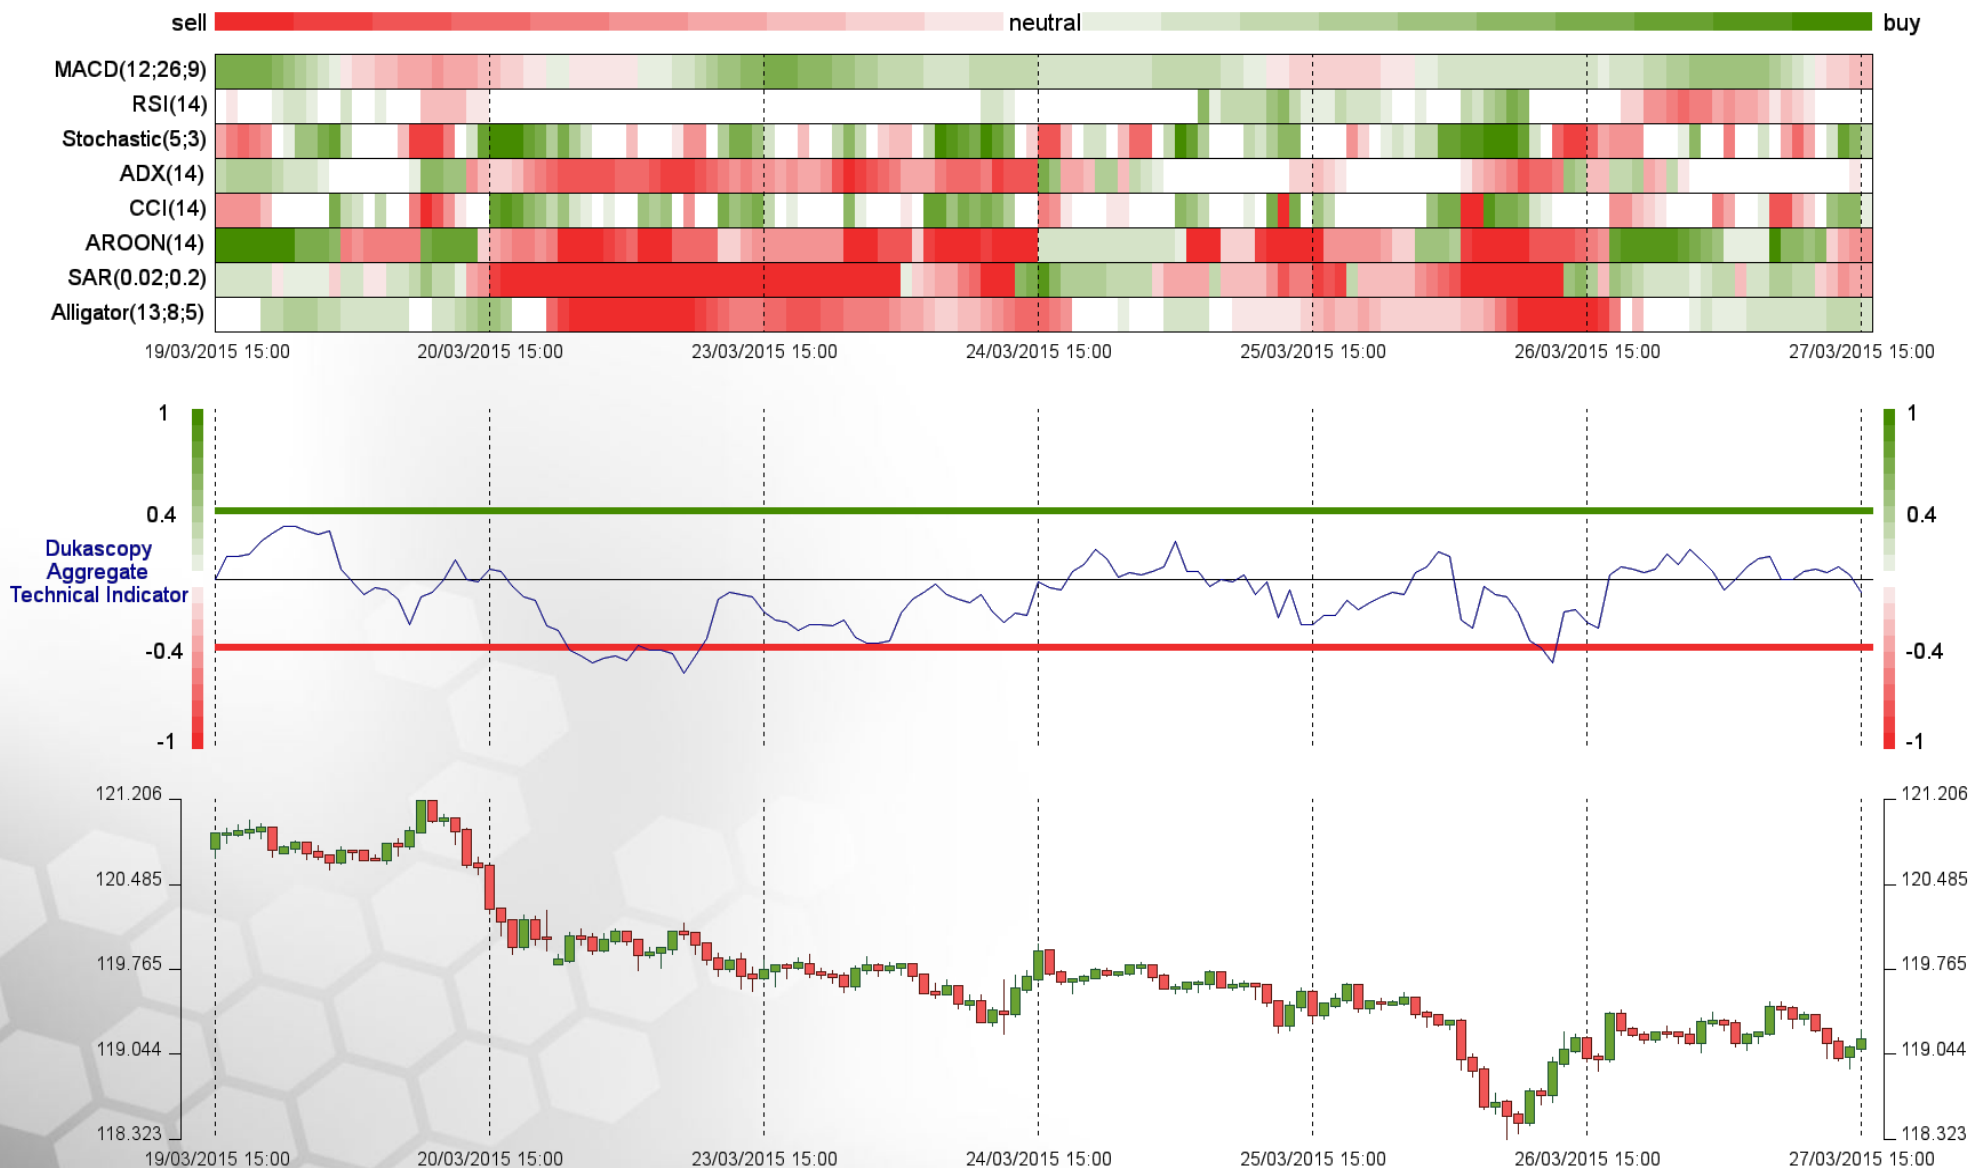 sell neutral buy
MACD(12;26;9)
RSI(14)
Stochastic(5;3)
ADX(14)
CCI(14)
AROON(14)
SAR(0.02;0.2)
Alligator(13;8;5)
19/03/2015 15:00 20/03/2015 15:00 23/03/2015 15:00 24/03/2015 15:00 25/03/2015 15:00 26/03/2015 15:00 27/03/2015 15:00
1 1
0.4 0.4
Dukascopy
Aggregate
Technical Indicator
-0.4 -0.4
-1 -1
121.206 121.206
120.485 120.485
119.765 119.765
119.044 119.044
118.323 118.323
19/03/2015 15:00 20/03/2015 15:00 23/03/2015 15:00 24/03/2015 15:00 25/03/2015 15:00 26/03/2015 15:00 27/03/2015 15:00